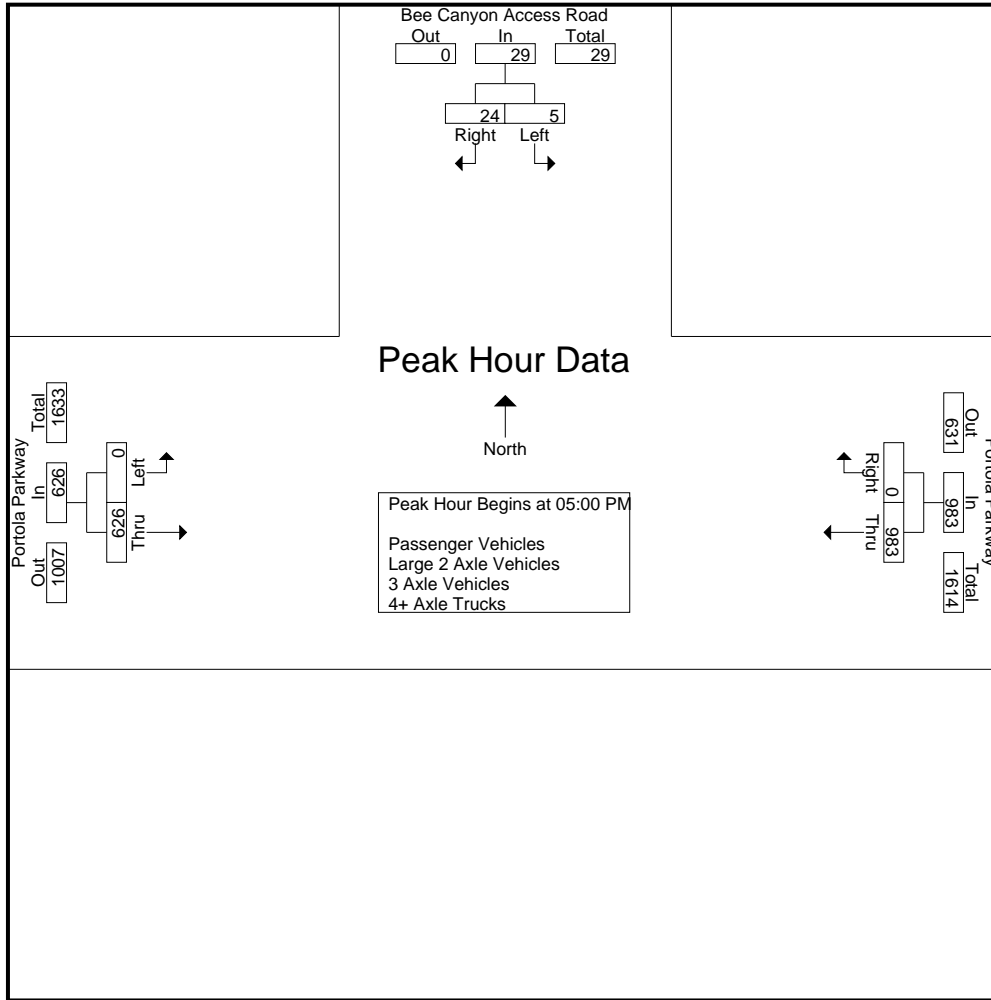 Bee Canyon Access Road
Out In Total
0 29 29
24 5
Right Left
Peak Hour Data
North
Peak Hour Begins at 05:00 PM
Passenger Vehicles
Large 2 Axle Vehicles
3 Axle Vehicles
4+ Axle Trucks
Portola Parkway
Out In Total
1007 626 1633
Thru Left
626 0
Portola Parkway
Out In Total
631 983 1614
Right Thru
0 983